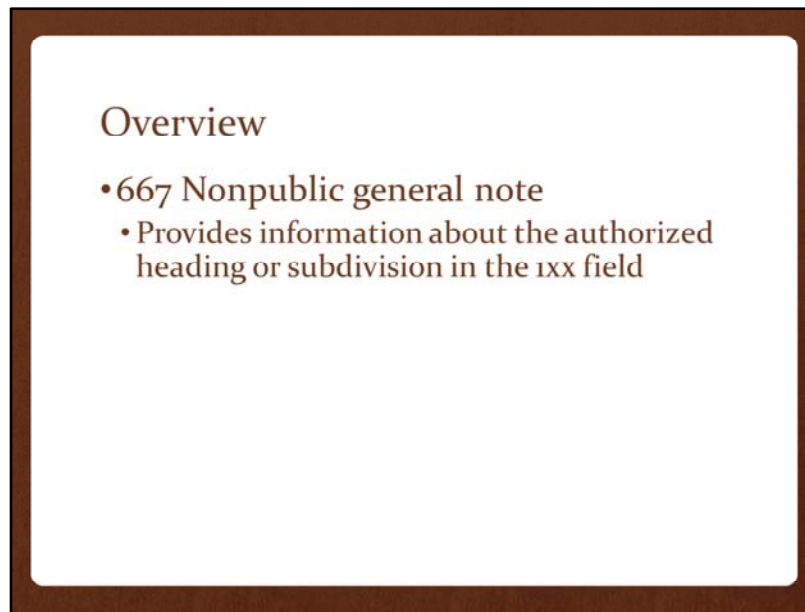 Overview
•667 Nonpublic general note
•Provides information about the authorized
heading or subdivision in the 1xx field